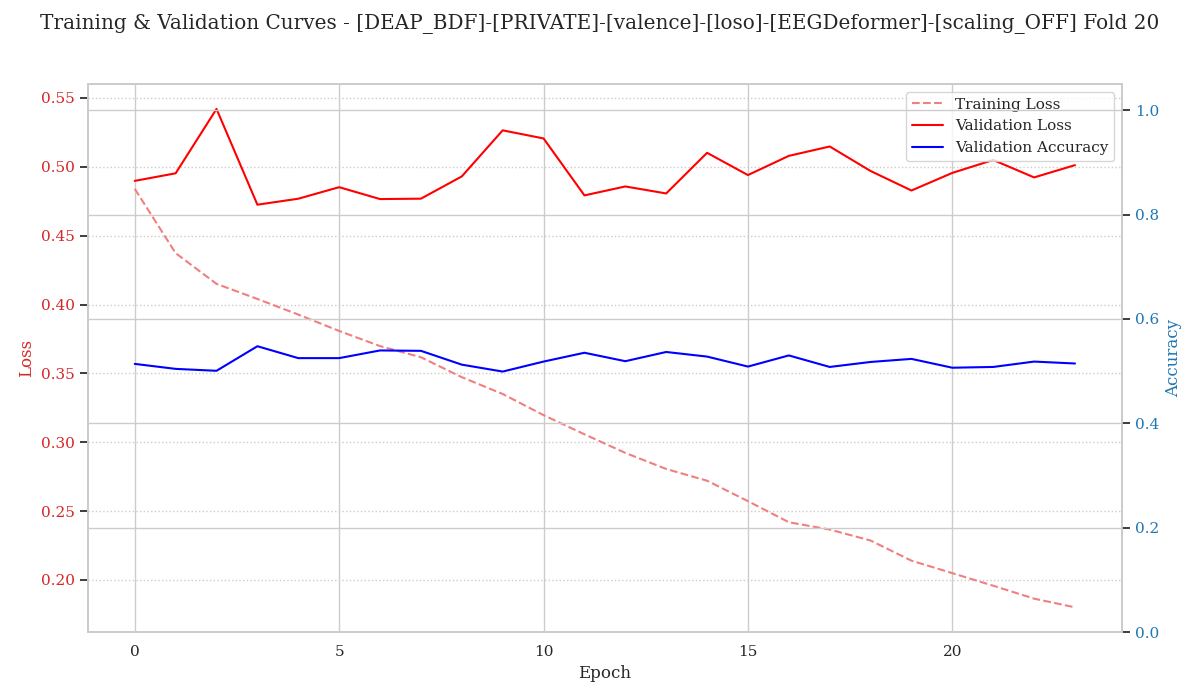 Training & Validation Curves - [DEAP_BDF]-[PRIVATE]-[valence]-[loso]-[EEGDeformer]-[scaling_OFF] Fold 20
Training Loss
Validation Loss
Validation Accuracy
0.55
0.50
0.45
0.40
0.35
0.30
0.25
0.20
Loss
1.0
0.8
0.6
0.4
0.2
0.0
Accuracy
0 5 10 15 20
Epoch